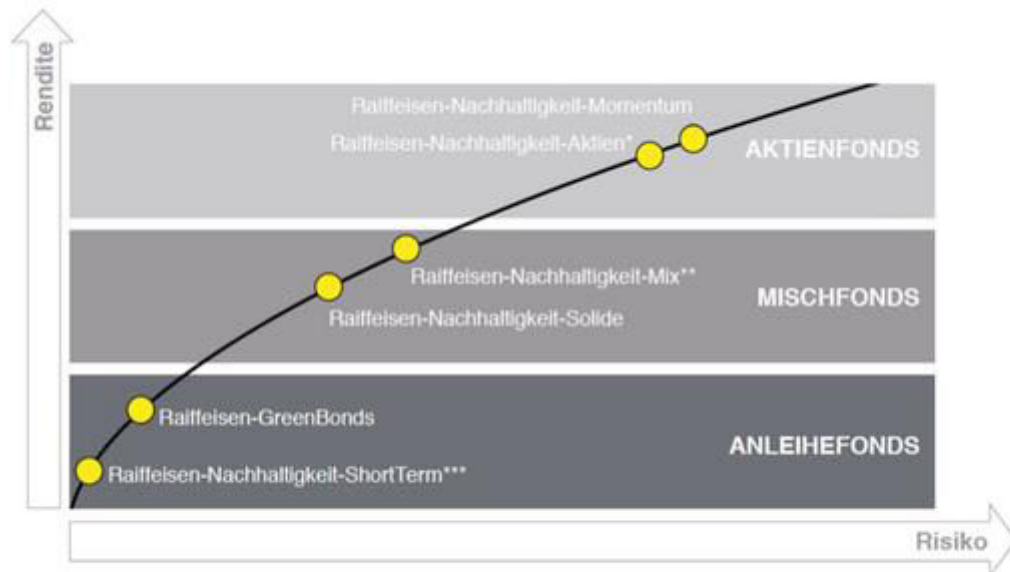 Rendite
Raiffeisen-Nachhaltigkeit-Momentum
Raiffeisen-Nachhaltigkeit-Aktien*
AKTIENFONDS
Raiffeisen-Nachhaltigkeit-Mix**
MISCHFONDS
Raiffeisen-Nachhaltigkeit-Solide
Raiffeisen-GreenBonds
ANLEIHEFONDS
Raiffeisen-Nachhaltigkeit-ShortTerm***
Risiko